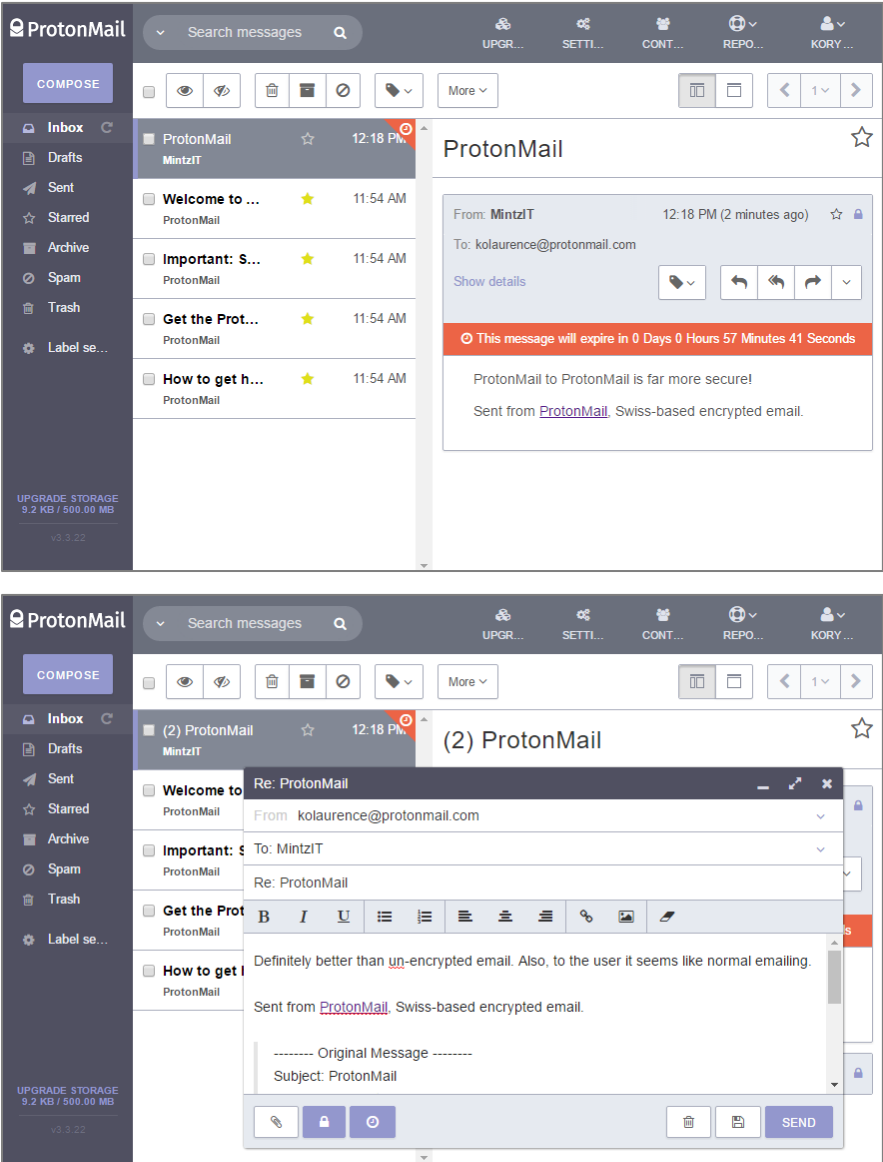 ProtonMail
Search messages
UPGR...
SETTI...
CONT...
REPO...
KORY ...
COMPOSE
More
1
Inbox
Drafts
Sent
Starred
Archive
Spam
Trash
Label se...
UPGRADE STORAGE
9.2 KB / 500.00 MB
v3.3.22
ProtonMail 12:18 PM
MintzIT
Welcome to ... 11:54 AM
ProtonMail
Important: S... 11:54 AM
ProtonMail
Get the Prot... 11:54 AM
ProtonMail
How to get h... 11:54 AM
ProtonMail
ProtonMail
From: MintzIT 12:18 PM (2 minutes ago)
To: kolaurence@protonmail.com
Show details
This message will expire in 0 Days 0 Hours 57 Minutes 41 Seconds
ProtonMail to ProtonMail is far more secure!
Sent from ProtonMail, Swiss-based encrypted email.
ProtonMail
Search messages
UPGR...
SETTI...
CONT...
REPO...
KORY ...
COMPOSE
More
1
Inbox
Drafts
Sent
Starred
Archive
Spam
Trash
Label se...
UPGRADE STORAGE
9.2 KB / 500.00 MB
v3.3.22
(2) ProtonMail 12:18 PM
MintzIT
Welcome to
ProtonMail
Important: S
ProtonMail
Get the Prot
ProtonMail
How to get
ProtonMail
(2) ProtonMail
Re: ProtonMail
From kolaurence@protonmail.com
To: MintzIT
Re: ProtonMail
B I U
Definitely better than un-encrypted email. Also, to the user it seems like normal emailing.
Sent from ProtonMail, Swiss-based encrypted email.
-------- Original Message --------
Subject: ProtonMail
SEND
ls